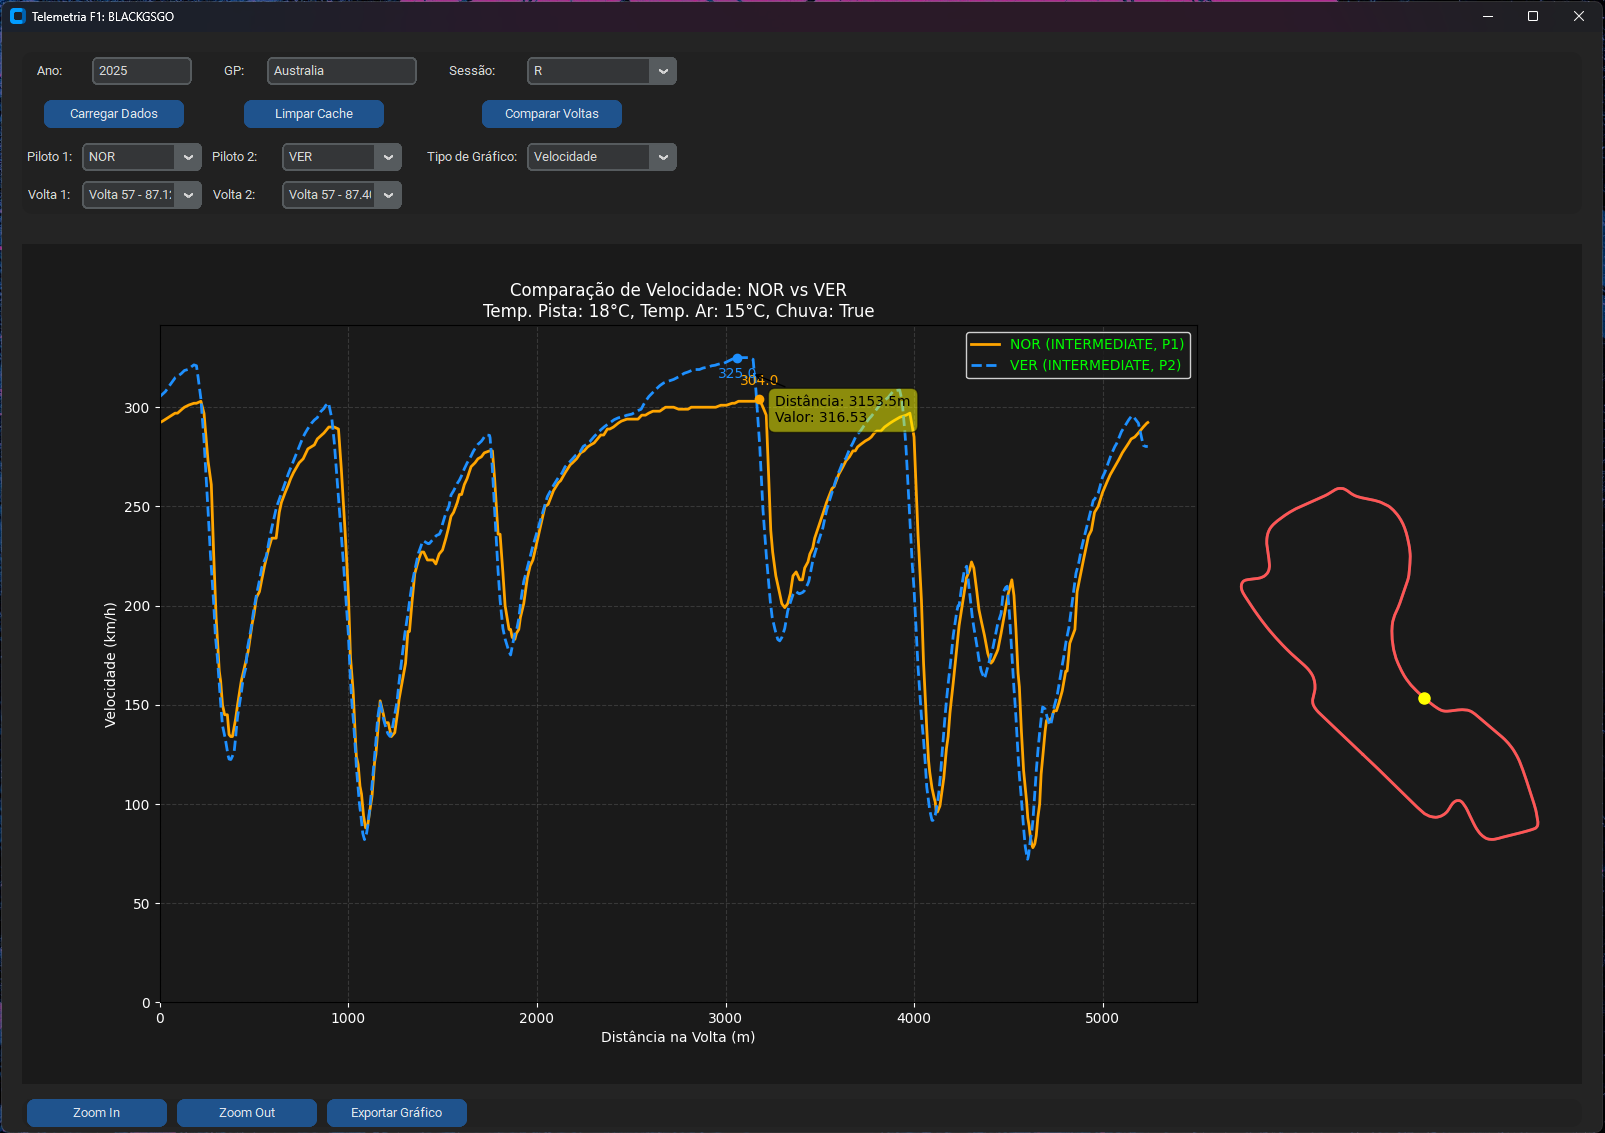 Telemetria F1: BLACKGSGO
Ano: 2025 GP: Australia Sessão: R
Carregar Dados Limpar Cache Comparar Voltas
Piloto 1: NOR Piloto 2: VER Tipo de Gráfico: Velocidade
Volta 1: Volta 57 - 87.1 Volta 2: Volta 57 - 87.4
Comparação de Velocidade: NOR vs VER
Temp. Pista: 18°C, Temp. Ar: 15°C, Chuva: True
NOR (INTERMEDIATE, P1)
VER (INTERMEDIATE, P2)
325.0
304.0
Distância: 3153.5m
Valor: 316.53
300
250
200
150
100
50
0
Velocidade (km/h)
0 1000 2000 3000 4000 5000
Distância na Volta (m)
Zoom In Zoom Out Exportar Gráfico